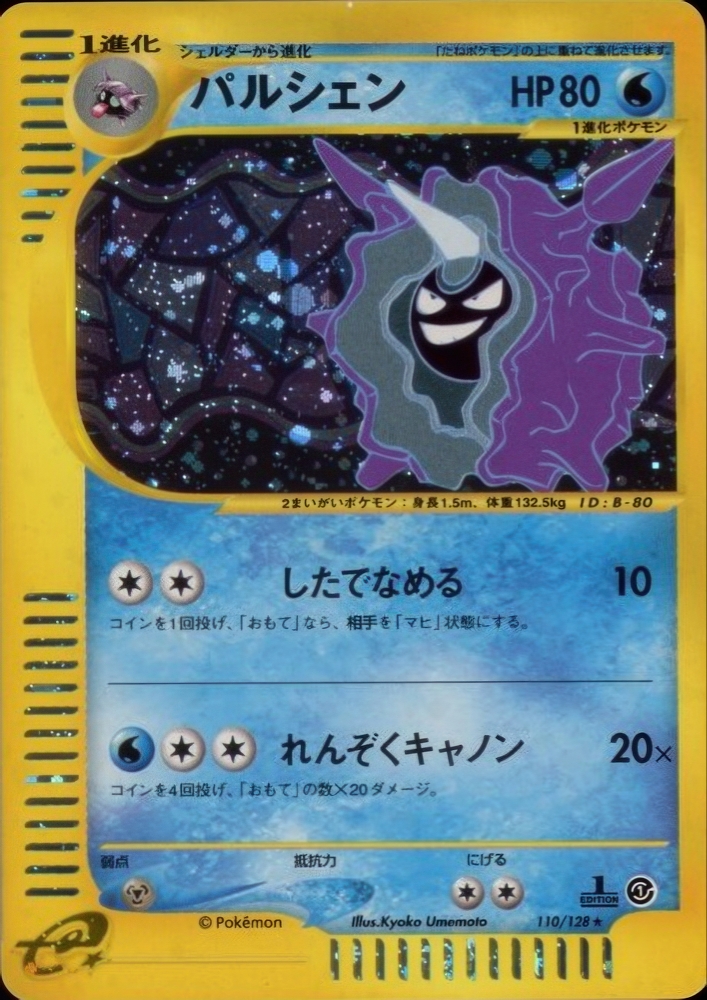 1進化 シェルダーから進化 「たねポケモン」の上に重ねて進化させます。
パルシェン HP80
1進化ポケモン
2まいがいポケモン:身長1.5m、体重132.5kg ID:B-80
したでなめる 10
コインを1回投げ、「おもて」なら、相手を「マヒ」状態にする。
れんぞくキャノン 20×
コインを4回投げ、「おもて」の数×20ダメージ。
弱点 抵抗力 にげる
1 EDITION
© Pokémon Illus.Kyoko Umemoto 110/128 ★
e